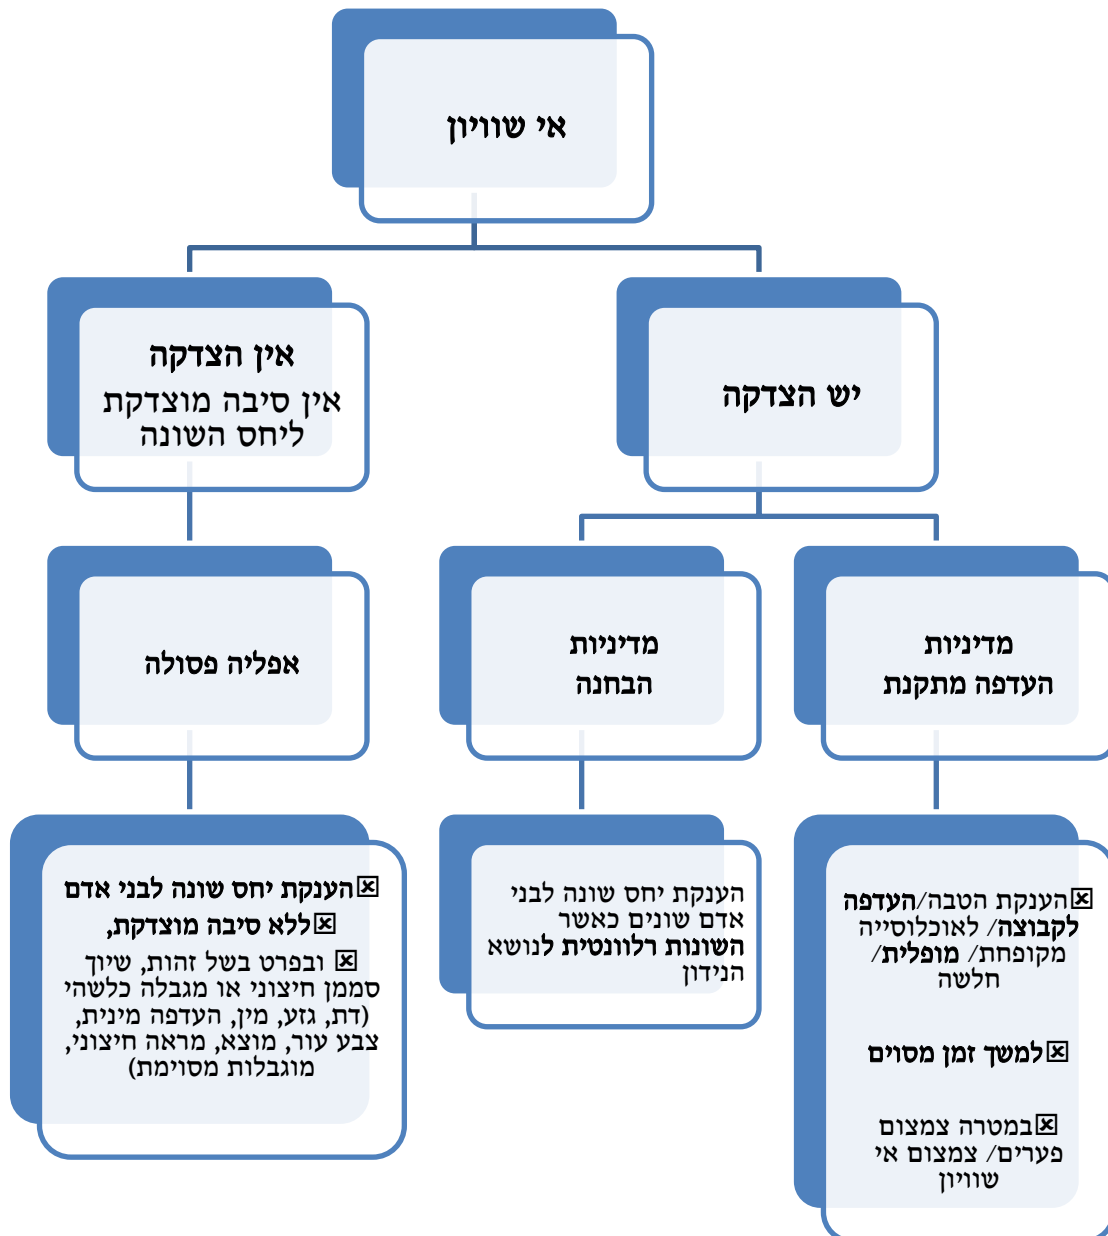 אי שוויון
יש הצדקה
אין הצדקה
אין סיבה מוצדקת
ליחס השונה
מדיניות
העדפה מתקנת
מדיניות
הבחנה
אפליה פסולה
☒הענקת הטבה/העדפה
לקבוצה/ לאוכלוסייה
מקופחת/ מופלית/
חלשה
☒למשך זמן מסוים
☒במטרה צמצום
פערים/ צמצום אי
שוויון
הענקת יחס שונה לבני
אדם שונים כאשר
השונות רלוונטית לנושא
הנידון
☒הענקת יחס שונה לבני אדם
☒ללא סיבה מוצדקת,
☒ ובפרט בשל זהות, שיוך
סממן חיצוני או מגבלה כלשהי
(דת, גזע, מין, העדפה מינית,
צבע עור, מוצא, מראה חיצוני,
מוגבלות מסוימת)